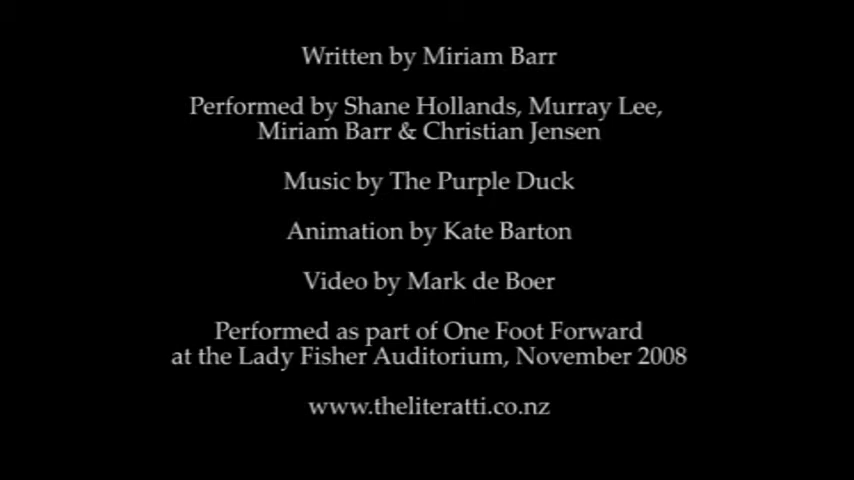 Written by Miriam Barr
Performed by Shane Hollands, Murray Lee,
Miriam Barr & Christian Jensen
Music by The Purple Duck
Animation by Kate Barton
Video by Mark de Boer
Performed as part of One Foot Forward
at the Lady Fisher Auditorium, November 2008
www.theliteratti.co.nz